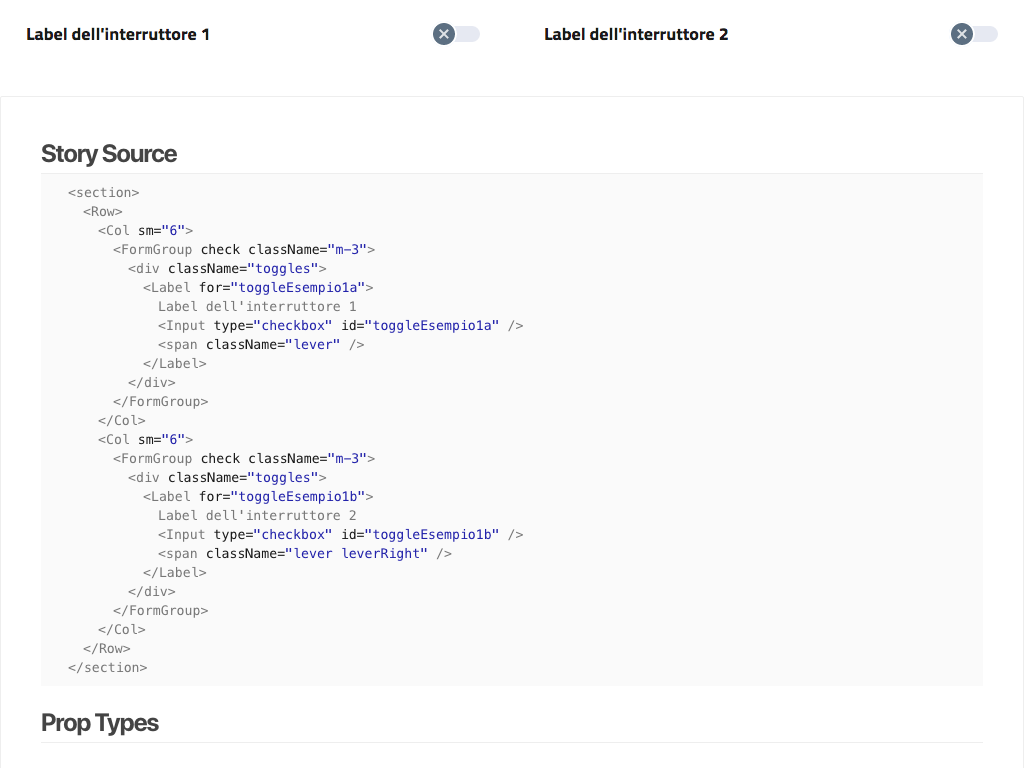 Label dell'interruttore 1
Label dell'interruttore 2
Story Source
<section>
  <Row>
    <Col sm="6">
      <FormGroup check className="m-3">
        <div className="toggles">
          <Label for="toggleEsempio1a">
            Label dell'interruttore 1
            <Input type="checkbox" id="toggleEsempio1a" />
            <span className="lever" />
          </Label>
        </div>
      </FormGroup>
    </Col>
    <Col sm="6">
      <FormGroup check className="m-3">
        <div className="toggles">
          <Label for="toggleEsempio1b">
            Label dell'interruttore 2
            <Input type="checkbox" id="toggleEsempio1b" />
            <span className="lever leverRight" />
          </Label>
        </div>
      </FormGroup>
    </Col>
  </Row>
</section>
Prop Types